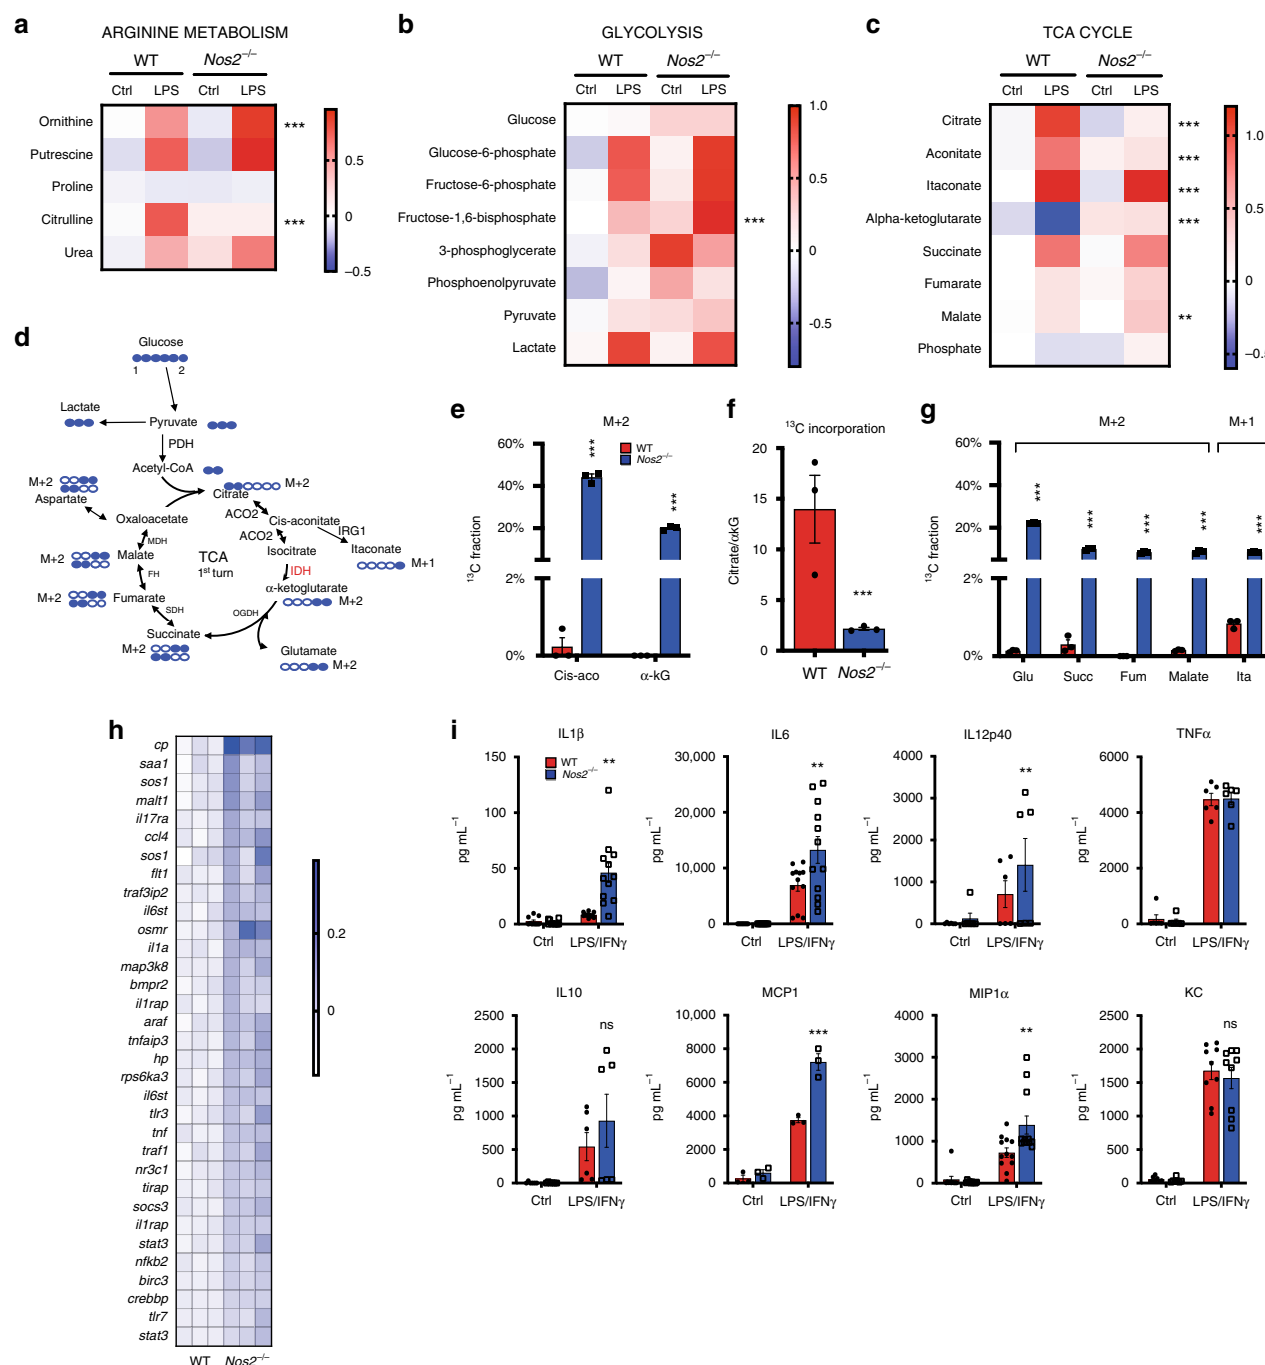 a
ARGININE METABOLISM
WT Nos2−/−
Ctrl LPS Ctrl LPS
Ornithine ***
Putrescine
Proline
Citrulline ***
Urea
0.5
0
−0.5
b
GLYCOLYSIS
WT Nos2−/−
Ctrl LPS Ctrl LPS
Glucose
Glucose-6-phosphate
Fructose-6-phosphate
Fructose-1,6-bisphosphate ***
3-phosphoglycerate
Phosphoenolpyruvate
Pyruvate
Lactate
1.0
0.5
0
-0.5
c
TCA CYCLE
WT Nos2−/−
Ctrl LPS Ctrl LPS
Citrate ***
Aconitate ***
Itaconate ***
Alpha-ketoglutarate ***
Succinate
Fumarate
Malate **
Phosphate
1.0
0.5
0
−0.5
d
Glucose
1 2
Lactate
Pyruvate
PDH
Acetyl-CoA
M+2
Aspartate
Citrate M+2
ACO2
Cis-aconitate
Oxaloacetate
ACO2
IRG1
MDH
Isocitrate
Itaconate
M+1
M+2 Malate
TCA
1st turn
IDH
FH
α-ketoglutarate
M+2
M+2 Fumarate
SDH
OGDH
Succinate
M+2
Glutamate
M+2
e
M+2
13C fraction
60%
40%
20%
2%
0%
WT
Nos2−/−
***
***
Cis-aco α-kG
f
13C incorporation
Citrate/αkG
20
15
10
5
0
***
WT Nos2−/−
g
M+2 M+1
13C fraction
60%
40%
20%
2%
0%
*** *** *** *** ***
Glu Succ Fum Malate Ita
h
cp
saa1
sos1
malt1
il17ra
ccl4
sos1
flt1
traf3ip2
il6st
osmr
il1a
map3k8
bmpr2
il1rap
araf
tnfaip3
hp
rps6ka3
il6st
tlr3
tnf
traf1
nr3c1
tirap
socs3
il1rap
stat3
nfkb2
birc3
crebbp
tlr7
stat3
WT Nos2−/−
0.2
0
i
IL1β
pg mL−1
150
100
50
0
WT
Nos2−/−
**
Ctrl LPS/IFNγ
IL6
pg mL−1
30,000
20,000
10,000
0
**
Ctrl LPS/IFNγ
IL12p40
pg mL−1
4000
3000
2000
1000
0
**
Ctrl LPS/IFNγ
TNFα
pg mL−1
6000
4000
2000
0
Ctrl LPS/IFNγ
IL10
pg mL−1
2500
2000
1500
1000
500
0
ns
Ctrl LPS/IFNγ
MCP1
pg mL−1
10,000
8000
6000
4000
2000
0
***
Ctrl LPS/IFNγ
MIP1α
pg mL−1
4000
3000
2000
1000
0
**
Ctrl LPS/IFNγ
KC
pg mL−1
2500
2000
1500
1000
500
0
ns
Ctrl LPS/IFNγ